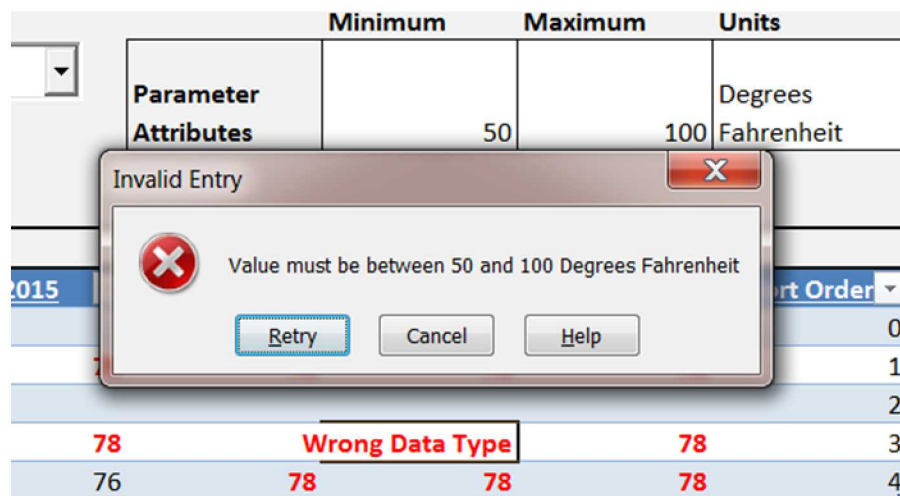 Minimum Maximum Units
Parameter Attributes 50 100 Degrees Fahrenheit
Invalid Entry
Value must be between 50 and 100 Degrees Fahrenheit
Retry Cancel Help
2015 Order
0
1
2
78 Wrong Data Type 78 3
76 78 78 78 4